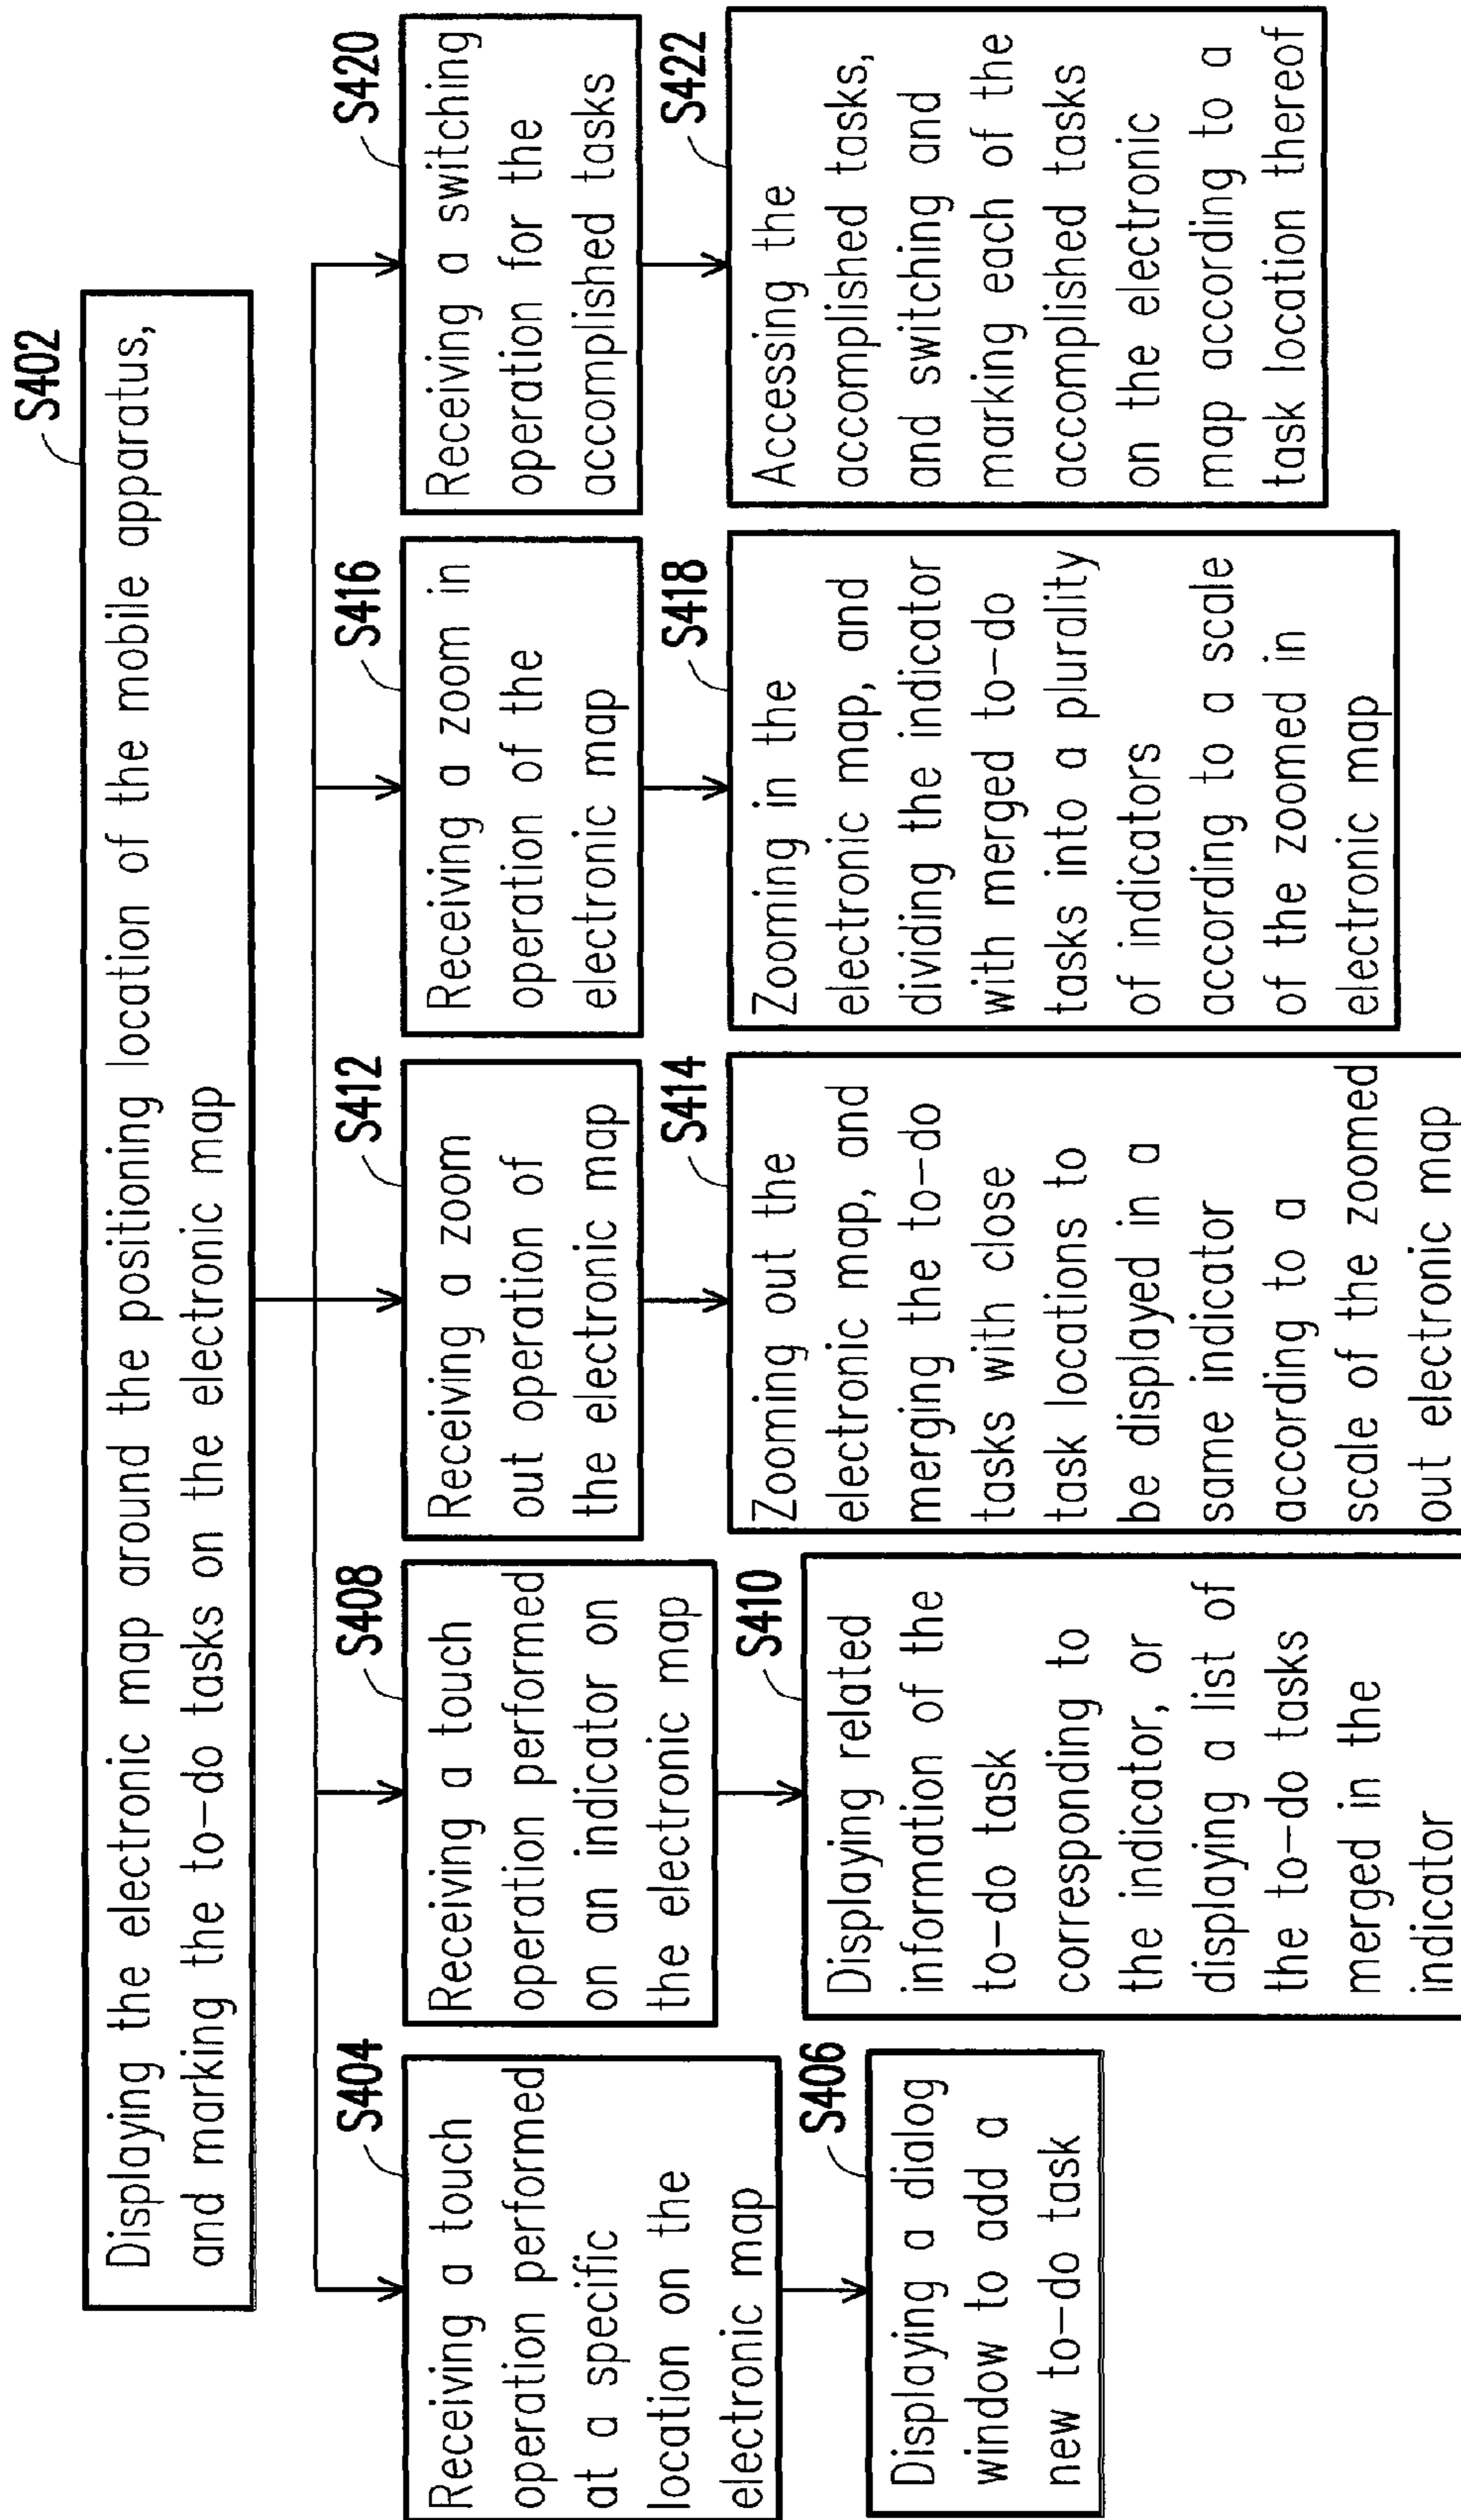 S402
Displaying the electronic map around the positioning location of the mobile apparatus,
and marking the to-do tasks on the electronic map
S404
Receiving a touch
operation performed
at a specific
location on the
electronic map
S406
Displaying a dialog
window to add a
new to-do task
S408
Receiving a touch
operation performed
on an indicator on
the electronic map
S410
Displaying related
information of the
to-do task
corresponding to
the indicator, or
displaying a list of
the to-do tasks
merged in the
indicator
S412
Receiving a zoom
out operation of
the electronic map
S414
Zooming out the
electronic map, and
merging the to-do
tasks with close
task locations to
be displayed in a
same indicator
according to a
scale of the zoomed
out electronic map
S416
Receiving a zoom in
operation of the
electronic map
S418
Zooming in the
electronic map, and
dividing the indicator
with merged to-do
tasks into a plurality
of indicators
according to a scale
of the zoomed in
electronic map
S420
Receiving a switching
operation for the
accomplished tasks
S422
Accessing the
accomplished tasks,
and switching and
marking each of the
accomplished tasks
on the electronic
map according to a
task location thereof